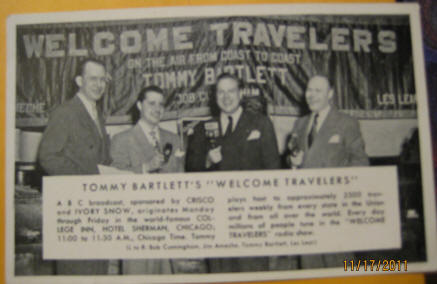 WELCOME TRAVELERS
ON THE AIR FROM COAST TO COAST
TOMMY BARTLETT
BOB C HAM
LES LEAR
TOMMY BARTLETT'S "WELCOME TRAVELERS"
A B C broadcast, sponsored by CRISCO
and IVORY SNOW, originates Monday
through Friday in the world-famous COL-
LEGE INN, HOTEL SHERMAN, CHICAGO;
11:00 to 11:30 A.M., Chicago Time. Tommy
plays host to approximately 2500 trav-
elers weekly from every state in the Union
and from all over the world. Every day
millions of people tune in the "WELCOME
TRAVELERS" radio show.
(L to R: Bob Cunningham, Jim Ameche, Tommy Bartlett, Les Lear)
11/17/2011